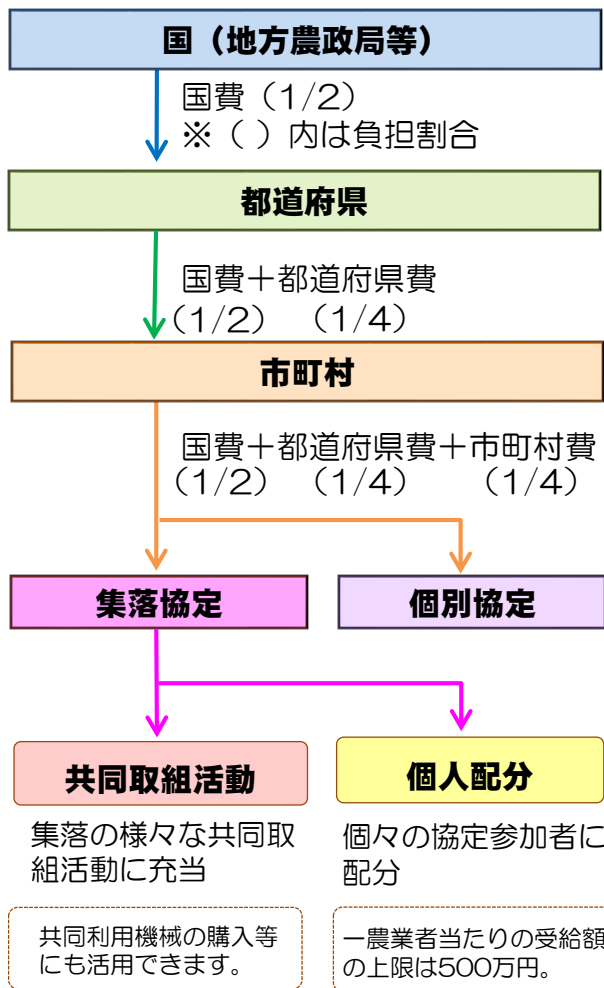 国（地方農政局等）
国費（1/2）
※（ ）内は負担割合
都道府県
国費＋都道府県費
（1/2） （1/4）
市町村
国費＋都道府県費＋市町村費
（1/2） （1/4） （1/4）
集落協定
個別協定
共同取組活動
集落の様々な共同取
組活動に充当
共同利用機械の購入等
にも活用できます。
個人配分
個々の協定参加者に
配分
一農業者当たりの受給額
の上限は500万円。